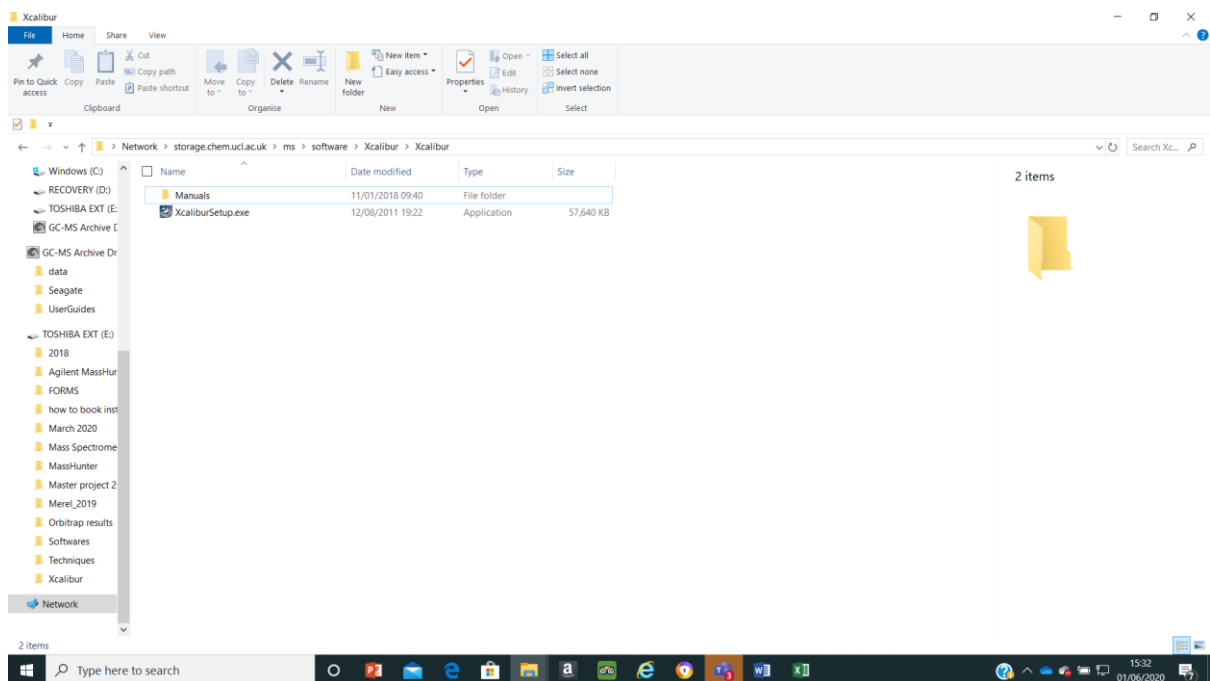 Xcalibur
File Home Share View
Pin to Quick access
Copy
Paste
Cut
Copy path
Paste shortcut
Clipboard
Move to
Copy to
Delete
Rename
Organise
New folder
New item
Easy access
New
Properties
Open
Edit
History
Open
Select all
Select none
Invert selection
Select
Network > storage.chem.ucl.ac.uk > ms > software > Xcalibur > Xcalibur
Search Xc...
Name Date modified Type Size
Manuals 11/01/2018 09:40 File folder
XcaliburSetup.exe 12/08/2011 19:22 Application 57,640 KB
Windows (C:)
RECOVERY (D:)
TOSHIBA EXT (E:
GC-MS Archive D
GC-MS Archive Dr
data
Seagate
UserGuides
TOSHIBA EXT (E:)
2018
Agilent MassHur
FORMS
how to book inst
March 2020
Mass Spectrome
MassHunter
Master project 2
Merel_2019
Orbitrap results
Softwares
Techniques
Xcalibur
Network
2 items
2 items
Type here to search
15:32
01/06/2020